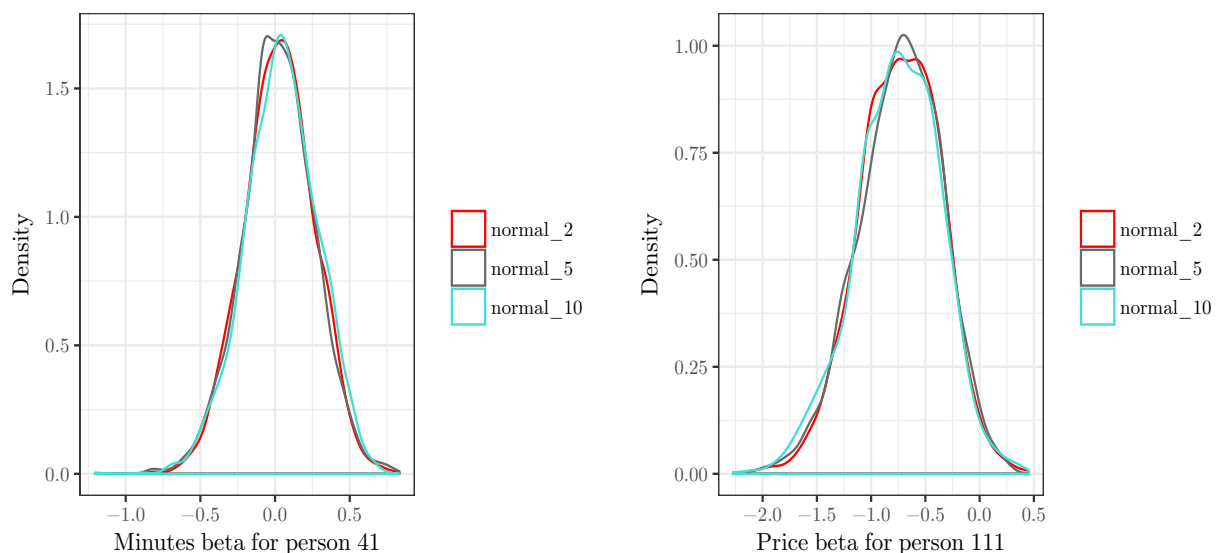 Density
1.5
1.0
0.5
0.0
−1.0 −0.5 0.0 0.5
Minutes beta for person 41
normal_2
normal_5
normal_10
Density
1.00
0.75
0.50
0.25
0.00
−2.0 −1.5 −1.0 −0.5 0.0 0.5
Price beta for person 111
normal_2
normal_5
normal_10